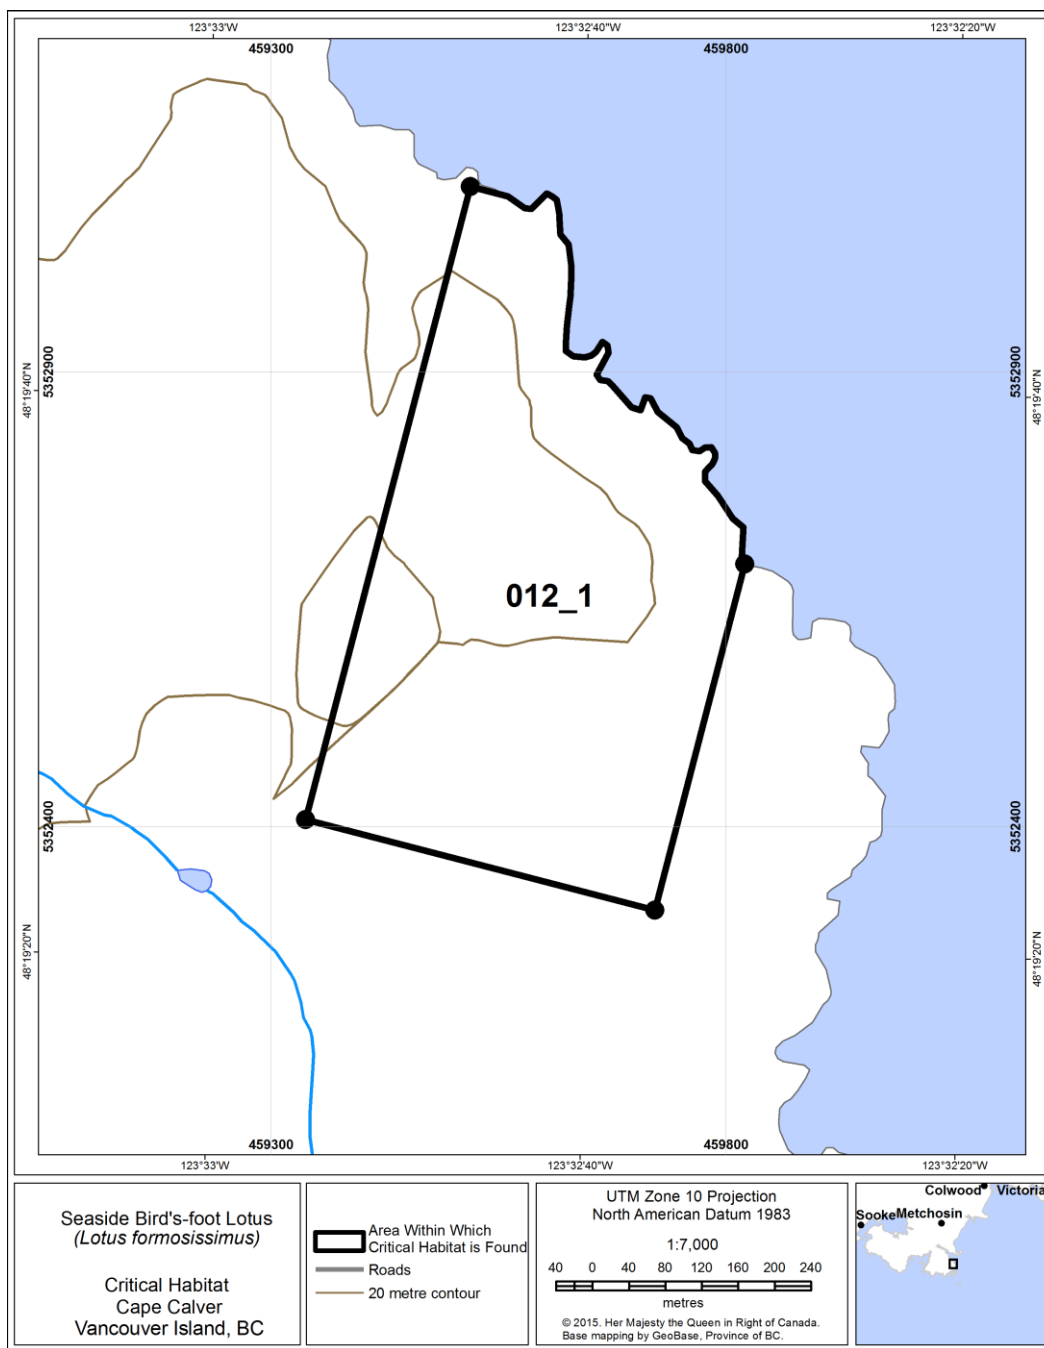 123°33'W
123°32'40"W
123°32'20"W
459300
459800
5352900
5352900
48°19'40"N
48°19'40"N
012_1
5352400
5352400
48°19'20"N
48°19'20"N
459300
459800
123°33'W
123°32'40"W
123°32'20"W
Seaside Bird's-foot Lotus
(Lotus formosissimus)
Critical Habitat
Cape Calver
Vancouver Island, BC
Area Within Which
Critical Habitat is Found
Roads
20 metre contour
UTM Zone 10 Projection
North American Datum 1983
1:7,000
40 0 40 80 120 160 200 240
metres
© 2015. Her Majesty the Queen in Right of Canada.
Base mapping by GeoBase, Province of BC.
Colwood Victoria
Sooke Metchosin